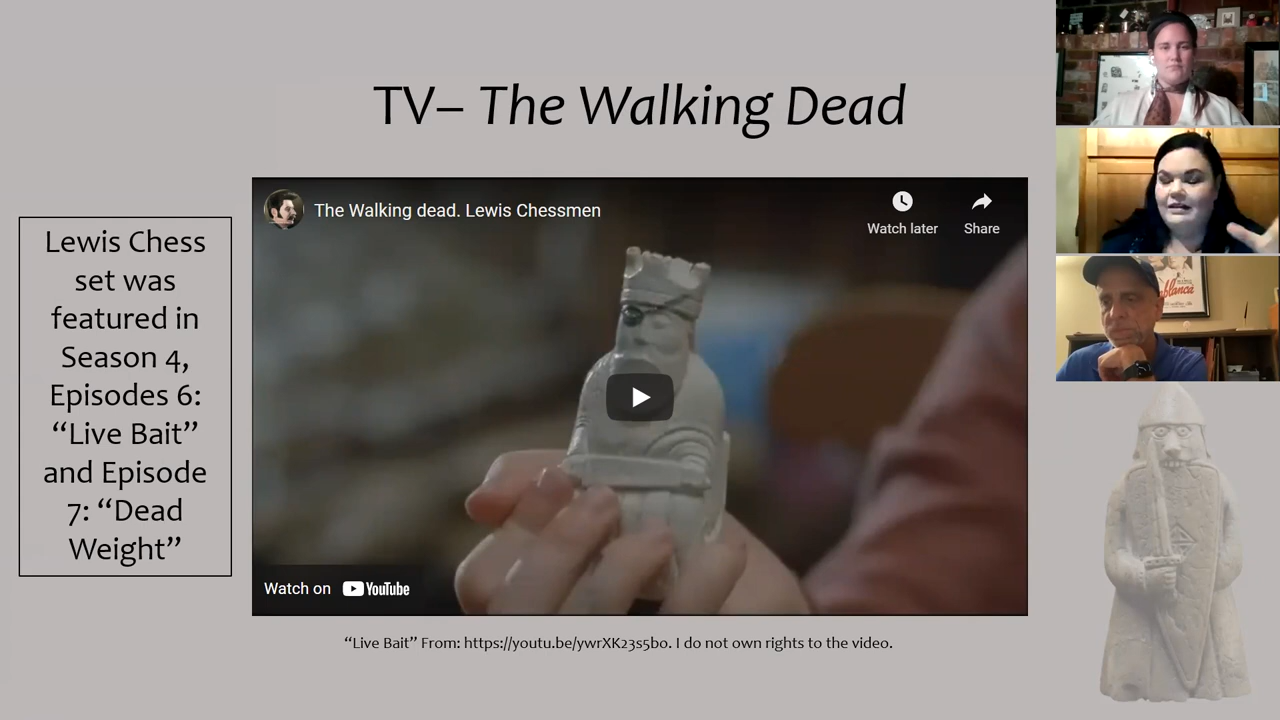 TV– The Walking Dead
Lewis Chess
set was
featured in
Season 4,
Episodes 6:
“Live Bait”
and Episode
7: “Dead
Weight”
The Walking dead. Lewis Chessmen
Watch later
Share
Watch on YouTube
“Live Bait” From: https://youtu.be/ywrXK23s5bo. I do not own rights to the video.